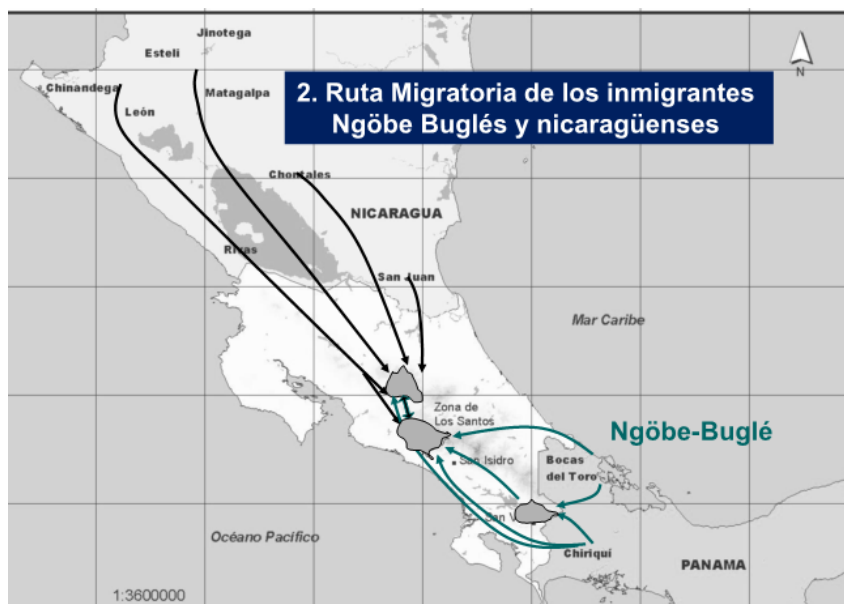 Jinotega
Esteli
Chinandega
Matagalpa
León
2. Ruta Migratoria de los inmigrantes
Ngöbe Buglés y nicaragüenses
N
Chontales
NICARAGUA
Rivas
San Juan
Mar Caribe
Zona de
Los Santos
Ngöbe-Buglé
San Isidro
Bocas
del Toro
San V
Océano Pacífico
Chiriquí
PANAMA
1:3600000